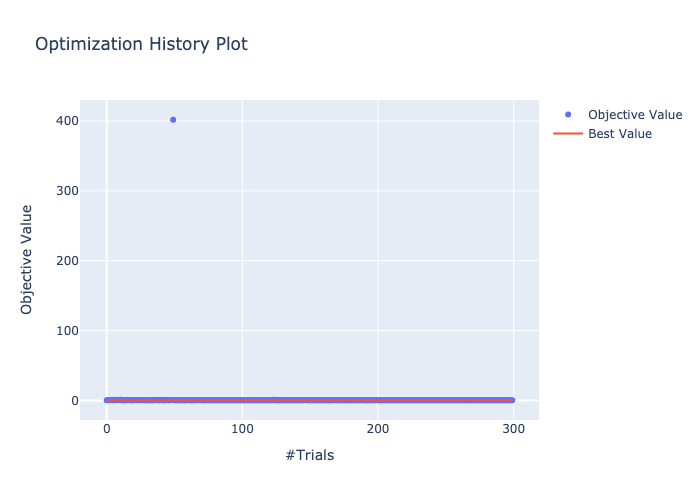 Optimization History Plot
Objective Value
Best Value
400
300
200
100
0
Objective Value
0
100
200
300
#Trials